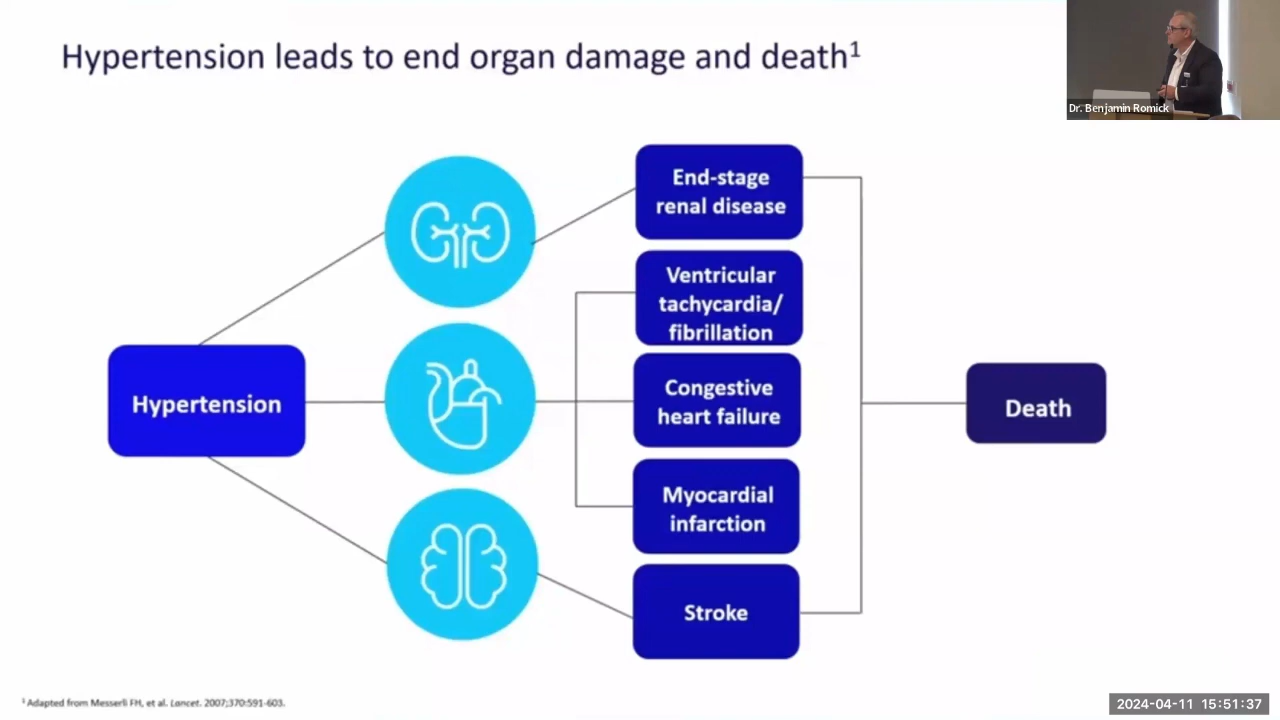 Hypertension leads to end organ damage and death¹
Dr. Benjamin Romick
End-stage
renal disease
Ventricular
tachycardia/
fibrillation
Hypertension
Congestive
heart failure
Death
Myocardial
infarction
Stroke
¹ Adapted from Messerli FH, et al. Lancet. 2007;370:591-603.
2024-04-11 15:51:37